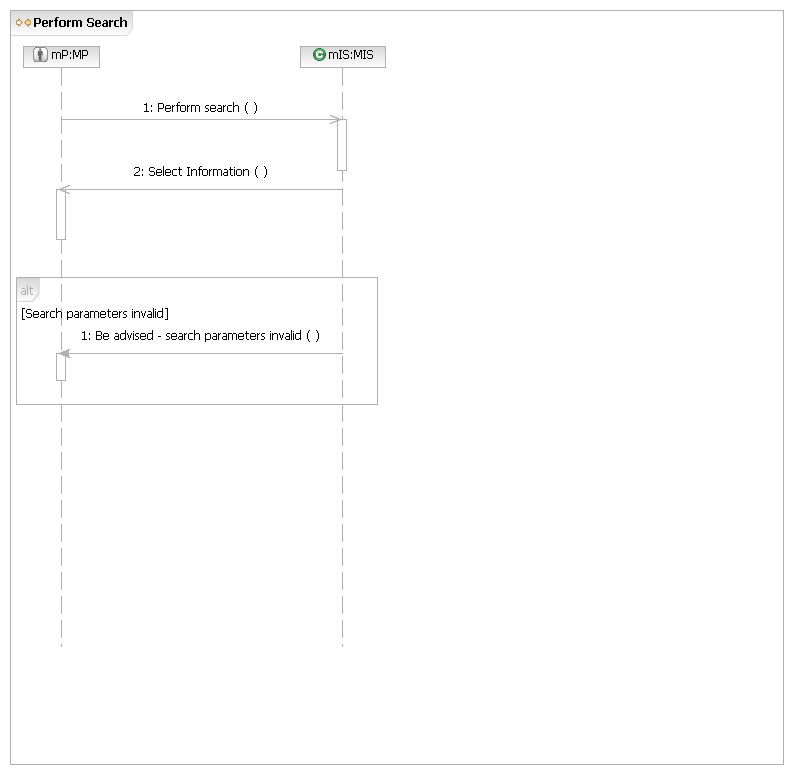 Perform Search
mP:MP
mIS:MIS
1: Perform search ( )
2: Select Information ( )
alt
[Search parameters invalid]
1: Be advised - search parameters invalid ( )